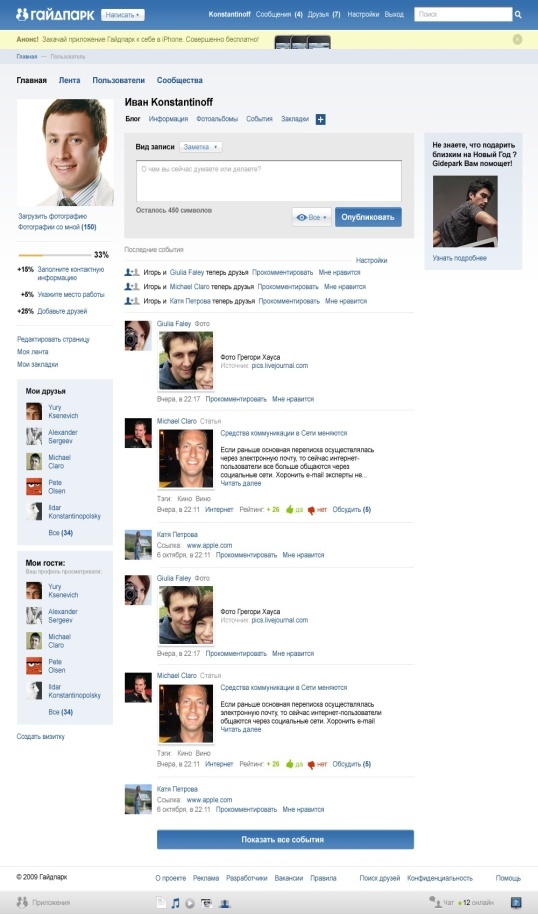 гайдпарк
Написать
Konstantinoff Сообщения (4) Друзья (7) Настройки Выход
Поиск
Анонс! Закачай приложение Гайдпарк к себе в iPhone. Совершенно бесплатно!
Главная — Пользователь
Главная Лента Пользователи Сообщества
Иван Konstantinoff
Блог Информация Фотоальбомы События Закладки
Вид записи Заметка
О чем вы сейчас думаете или делаете?
Осталось 450 символов
Все
Опубликовать
Не знаете, что подарить
близким на Новый Год ?
Gidepark Вам поможет!
Узнать подробнее
Загрузить фотографию
Фотографии со мной (150)
33%
+15% Заполните контактную
информацию
+5% Укажите место работы
+25% Добавьте друзей
Редактировать страницу
Моя лента
Мои закладки
Мои друзья
Yury
Ksenevich
Alexander
Sergeev
Michael
Claro
Pete
Olsen
Ildar
Konstantinopolsky
Все (34)
Мои гости:
Ваш профиль просматривали:
Yury
Ksenevich
Alexander
Sergeev
Michael
Claro
Pete
Olsen
Ildar
Konstantinopolsky
Все (34)
Создать визитку
Последние события
Настройки
Игорь и Giulia Faley теперь друзья Прокомментировать Мне нравится
Игорь и Michael Claro теперь друзья Прокомментировать Мне нравится
Игорь и Катя Петрова теперь друзья Прокомментировать Мне нравится
Giulia Faley Фото
Фото Грегори Хауса
Источник: pics.livejournal.com
Вчера, в 22:17 Прокомментировать Мне нравится
Michael Claro Статья
Средства коммуникации в Сети меняются
Если раньше основная переписка осуществлялась
через электронную почту, то сейчас интернет-
пользователи все больше общаются через
социальные сети. Хоронить e-mail эксперты не...
Читать далее
Тэги: Кино Вино
Вчера, в 22:11 Интернет Рейтинг: + 26 да нет Обсудить (5)
Катя Петрова
Ссылка: www.apple.com
6 октября, в 22:11 Прокомментировать Мне нравится
Giulia Faley Фото
Фото Грегори Хауса
Источник: pics.livejournal.com
Вчера, в 22:17 Прокомментировать Мне нравится
Michael Claro Статья
Средства коммуникации в Сети меняются
Если раньше основная переписка осуществлялась
электронную почту, то сейчас интернет-пользователи
общаются через социальные сети. Хоронить e-mail
Читать далее
Тэги: Кино Вино
Вчера, в 22:11 Интернет Рейтинг: + 26 да нет Обсудить (5)
Катя Петрова
Ссылка: www.apple.com
6 октября, в 22:11 Прокомментировать Мне нравится
Показать все события
© 2009 Гайдпарк
О проекте Реклама Разработчики Вакансии Правила Поиск друзей Конфиденциальность Помощь
Приложения
Чат 12 онлайн